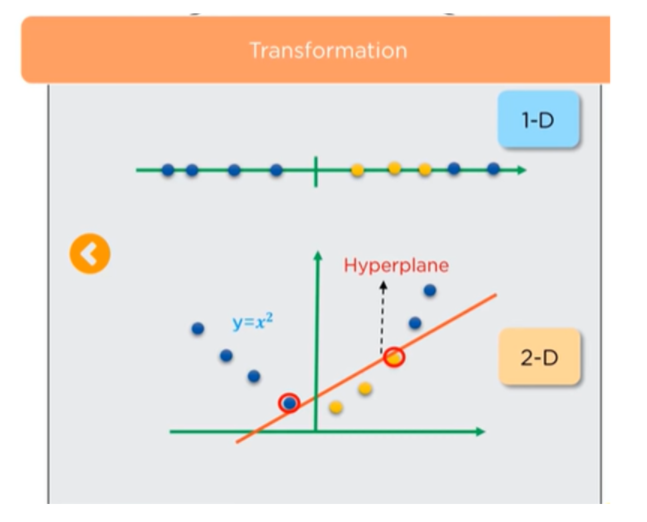 Transformation
1-D
Hyperplane
y=x²
2-D